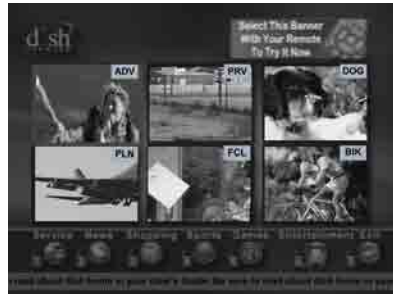 dish
Select This Banner
With Your Remote
To Try It Now
ADV
PRV
DOG
PLN
FCL
BIK
Service News Shopping Sports Games Entertainment Exit